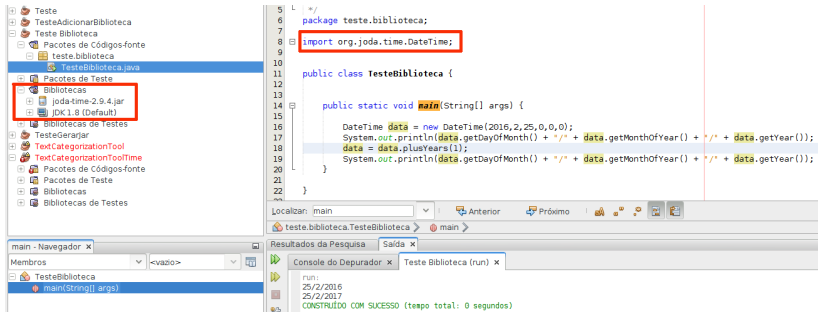 Teste
TesteAdicionarBiblioteca
Teste Biblioteca
Pacotes de Códigos-fonte
teste.biblioteca
TesteBiblioteca.java
Pacotes de Teste
Bibliotecas
joda-time-2.9.4.jar
JDK 1.8 (Default)
Bibliotecas de Testes
TesteGerarJar
TextCategorizationTool
TextCategorizationToolTime
Pacotes de Códigos-fonte
Pacotes de Teste
Bibliotecas
Bibliotecas de Testes
main - Navegador
Membros <vazio>
TesteBiblioteca
main(String[] args)
5 */
6 package teste.biblioteca;
7
8 import org.joda.time.DateTime;
9
10
11 public class TesteBiblioteca {
12
13
14 public static void main(String[] args) {
15
16 DateTime data = new DateTime(2016,2,25,0,0,0);
17 System.out.println(data.getDayOfMonth() + "/" + data.getMonthOfYear() + "/" + data.getYear());
18 data = data.plusYears(1);
19 System.out.println(data.getDayOfMonth() + "/" + data.getMonthOfYear() + "/" + data.getYear());
20 }
21
22 }
Localizar: main Anterior Próximo
teste.biblioteca.TesteBiblioteca main
Resultados da Pesquisa Saída
Console do Depurador Teste Biblioteca (run)
run:
25/2/2016
25/2/2017
CONSTRUÍDO COM SUCESSO (tempo total: 0 segundos)